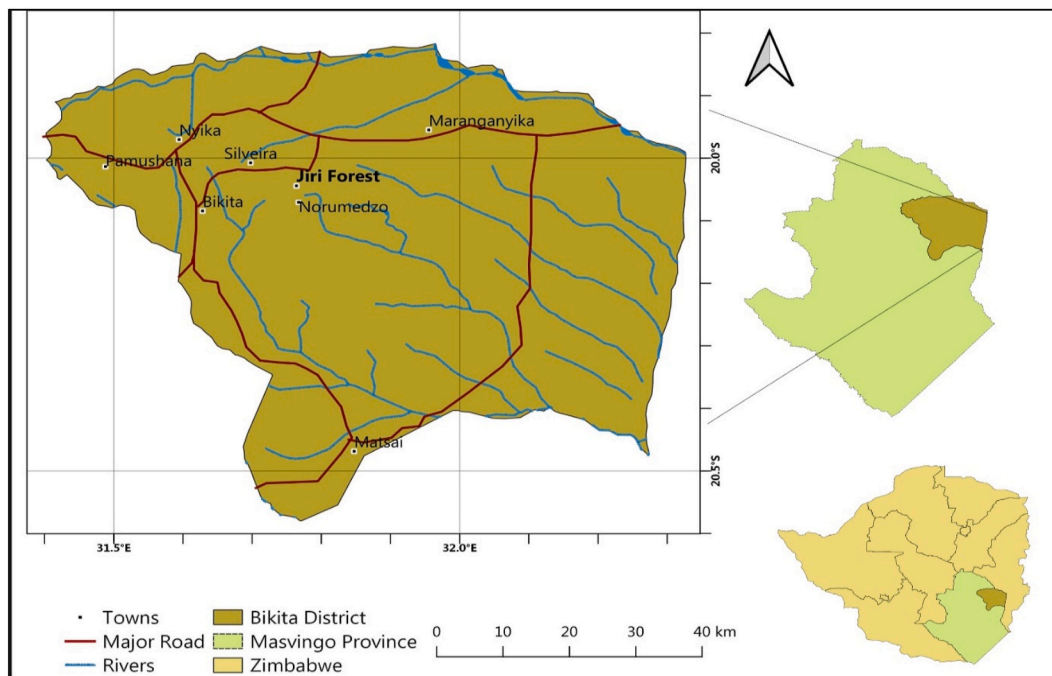 Maranganyika
Nyika
Silveira
Pamushana
Jiri Forest
Norumedzo
Bikita
Matsai
20.0°S
20.5°S
31.5°E
32.0°E
Towns
Major Road
Rivers
Bikita District
Masvingo Province
Zimbabwe
0 10 20 30 40 km